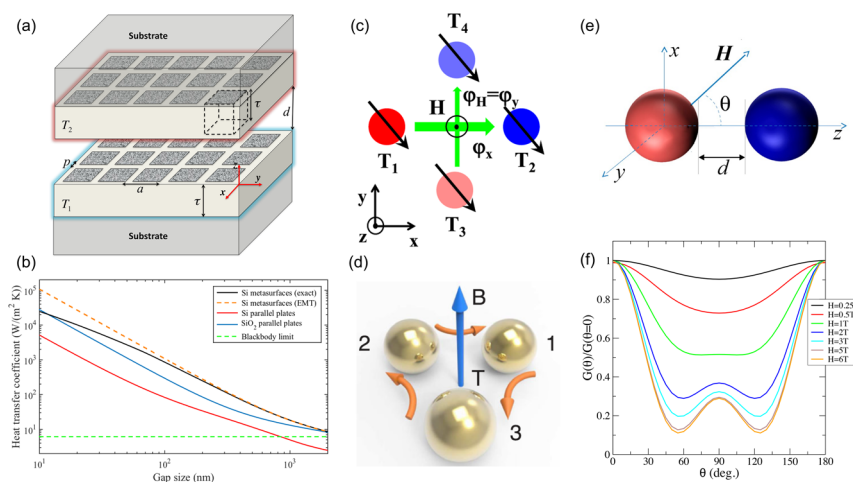 (a)
Substrate
T2
τ
d
p
a
z
y
x
T1
τ
Substrate
(b)
Heat transfer coefficient (W/(m² K))
10⁵
10⁴
10³
10²
10¹
Si metasurfaces (exact)
Si metasurfaces (EMT)
Si parallel plates
SiO₂ parallel plates
Blackbody limit
10¹ 10² 10³
Gap size (nm)
(c)
T4
H φH=φy
T1 φx T2
y
z x
T3
(d)
B
2 1
T
3
(e)
x H
θ
z
y d
(f)
G(θ)/G(θ=0)
1
0.8
0.6
0.4
0.2
0
H=0.25
H=0.5T
H=1T
H=2T
H=3T
H=5T
H=6T
0 30 60 90 120 150 180
θ (deg.)